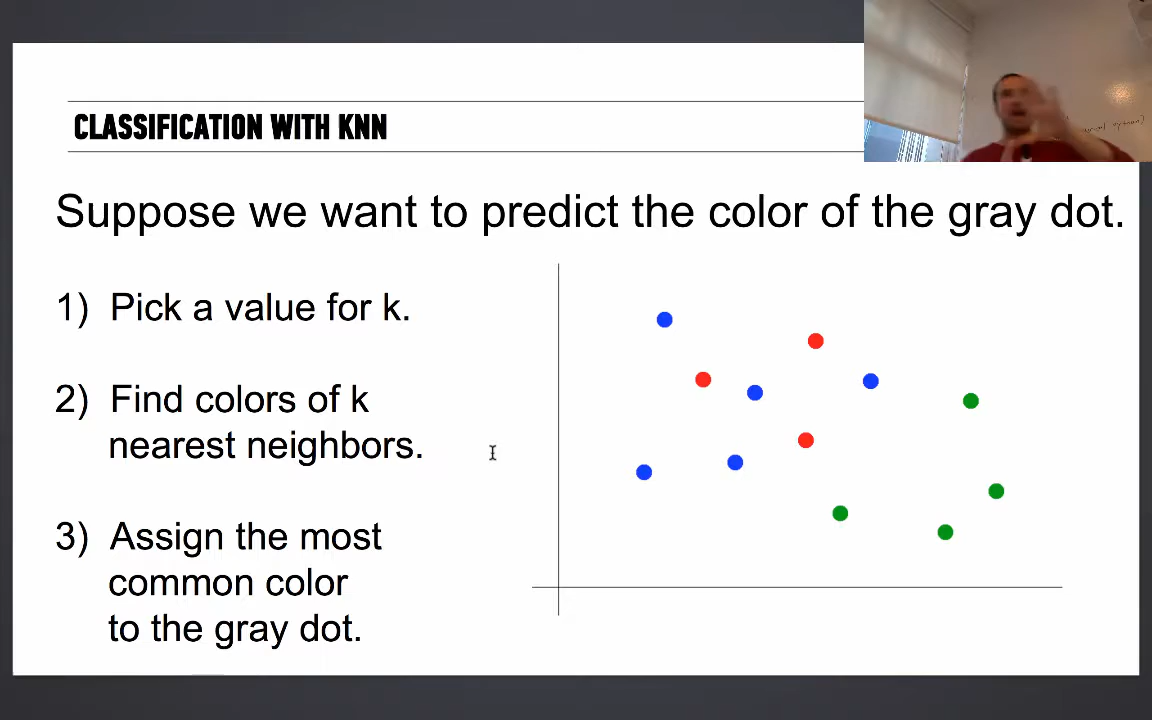 CLASSIFICATION WITH KNN
Suppose we want to predict the color of the gray dot.
1) Pick a value for k.
2) Find colors of k
nearest neighbors.
3) Assign the most
common color
to the gray dot.